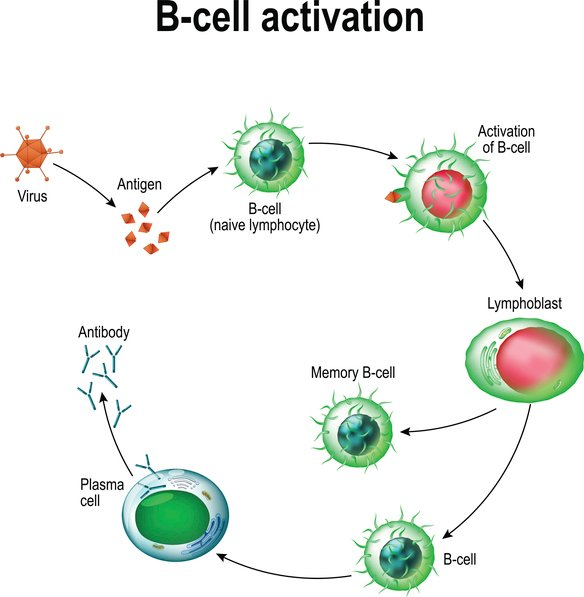 B-cell activation
Virus
Antigen
B-cell
(naive lymphocyte)
Activation
of B-cell
Lymphoblast
Memory B-cell
B-cell
Plasma
cell
Antibody